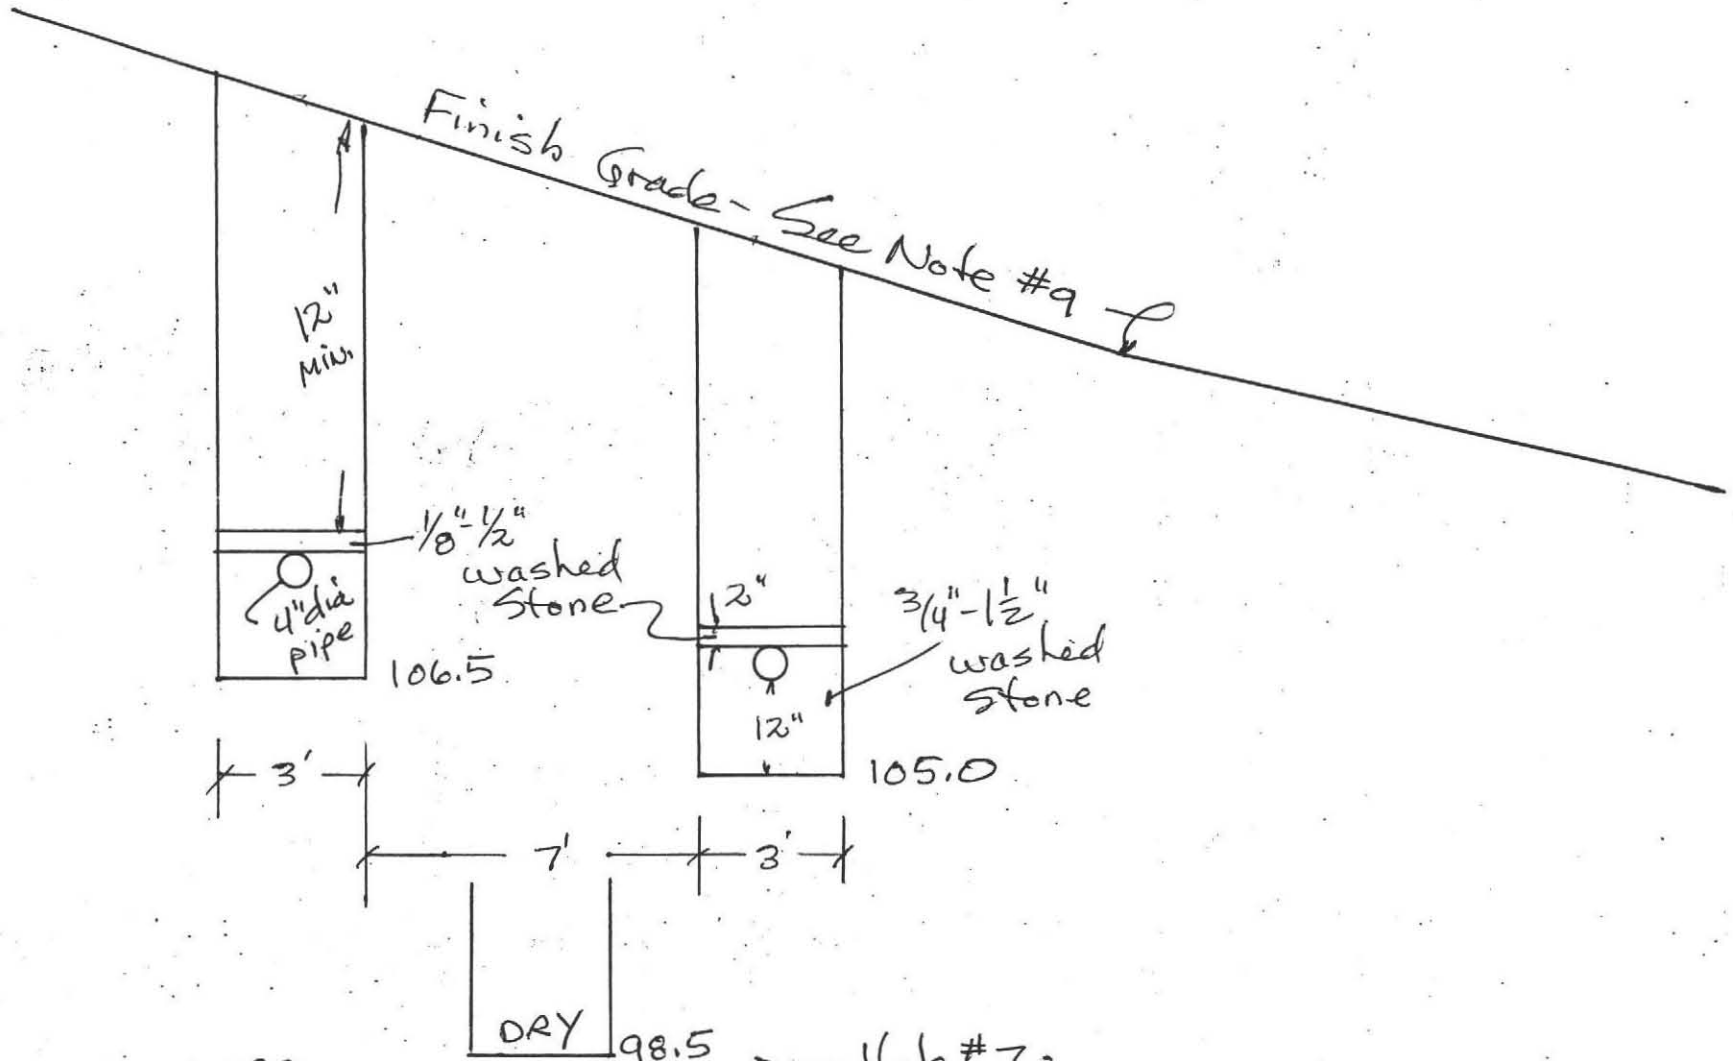 Finish Grade - See Note #9
12"
MIN.
1/8"-1/2"
washed
Stone
4" dia
pipe
106.5
2"
3/4"-1 1/2"
washed
Stone
12"
105.0
3'
7'
3'
DRY
98.5
#7